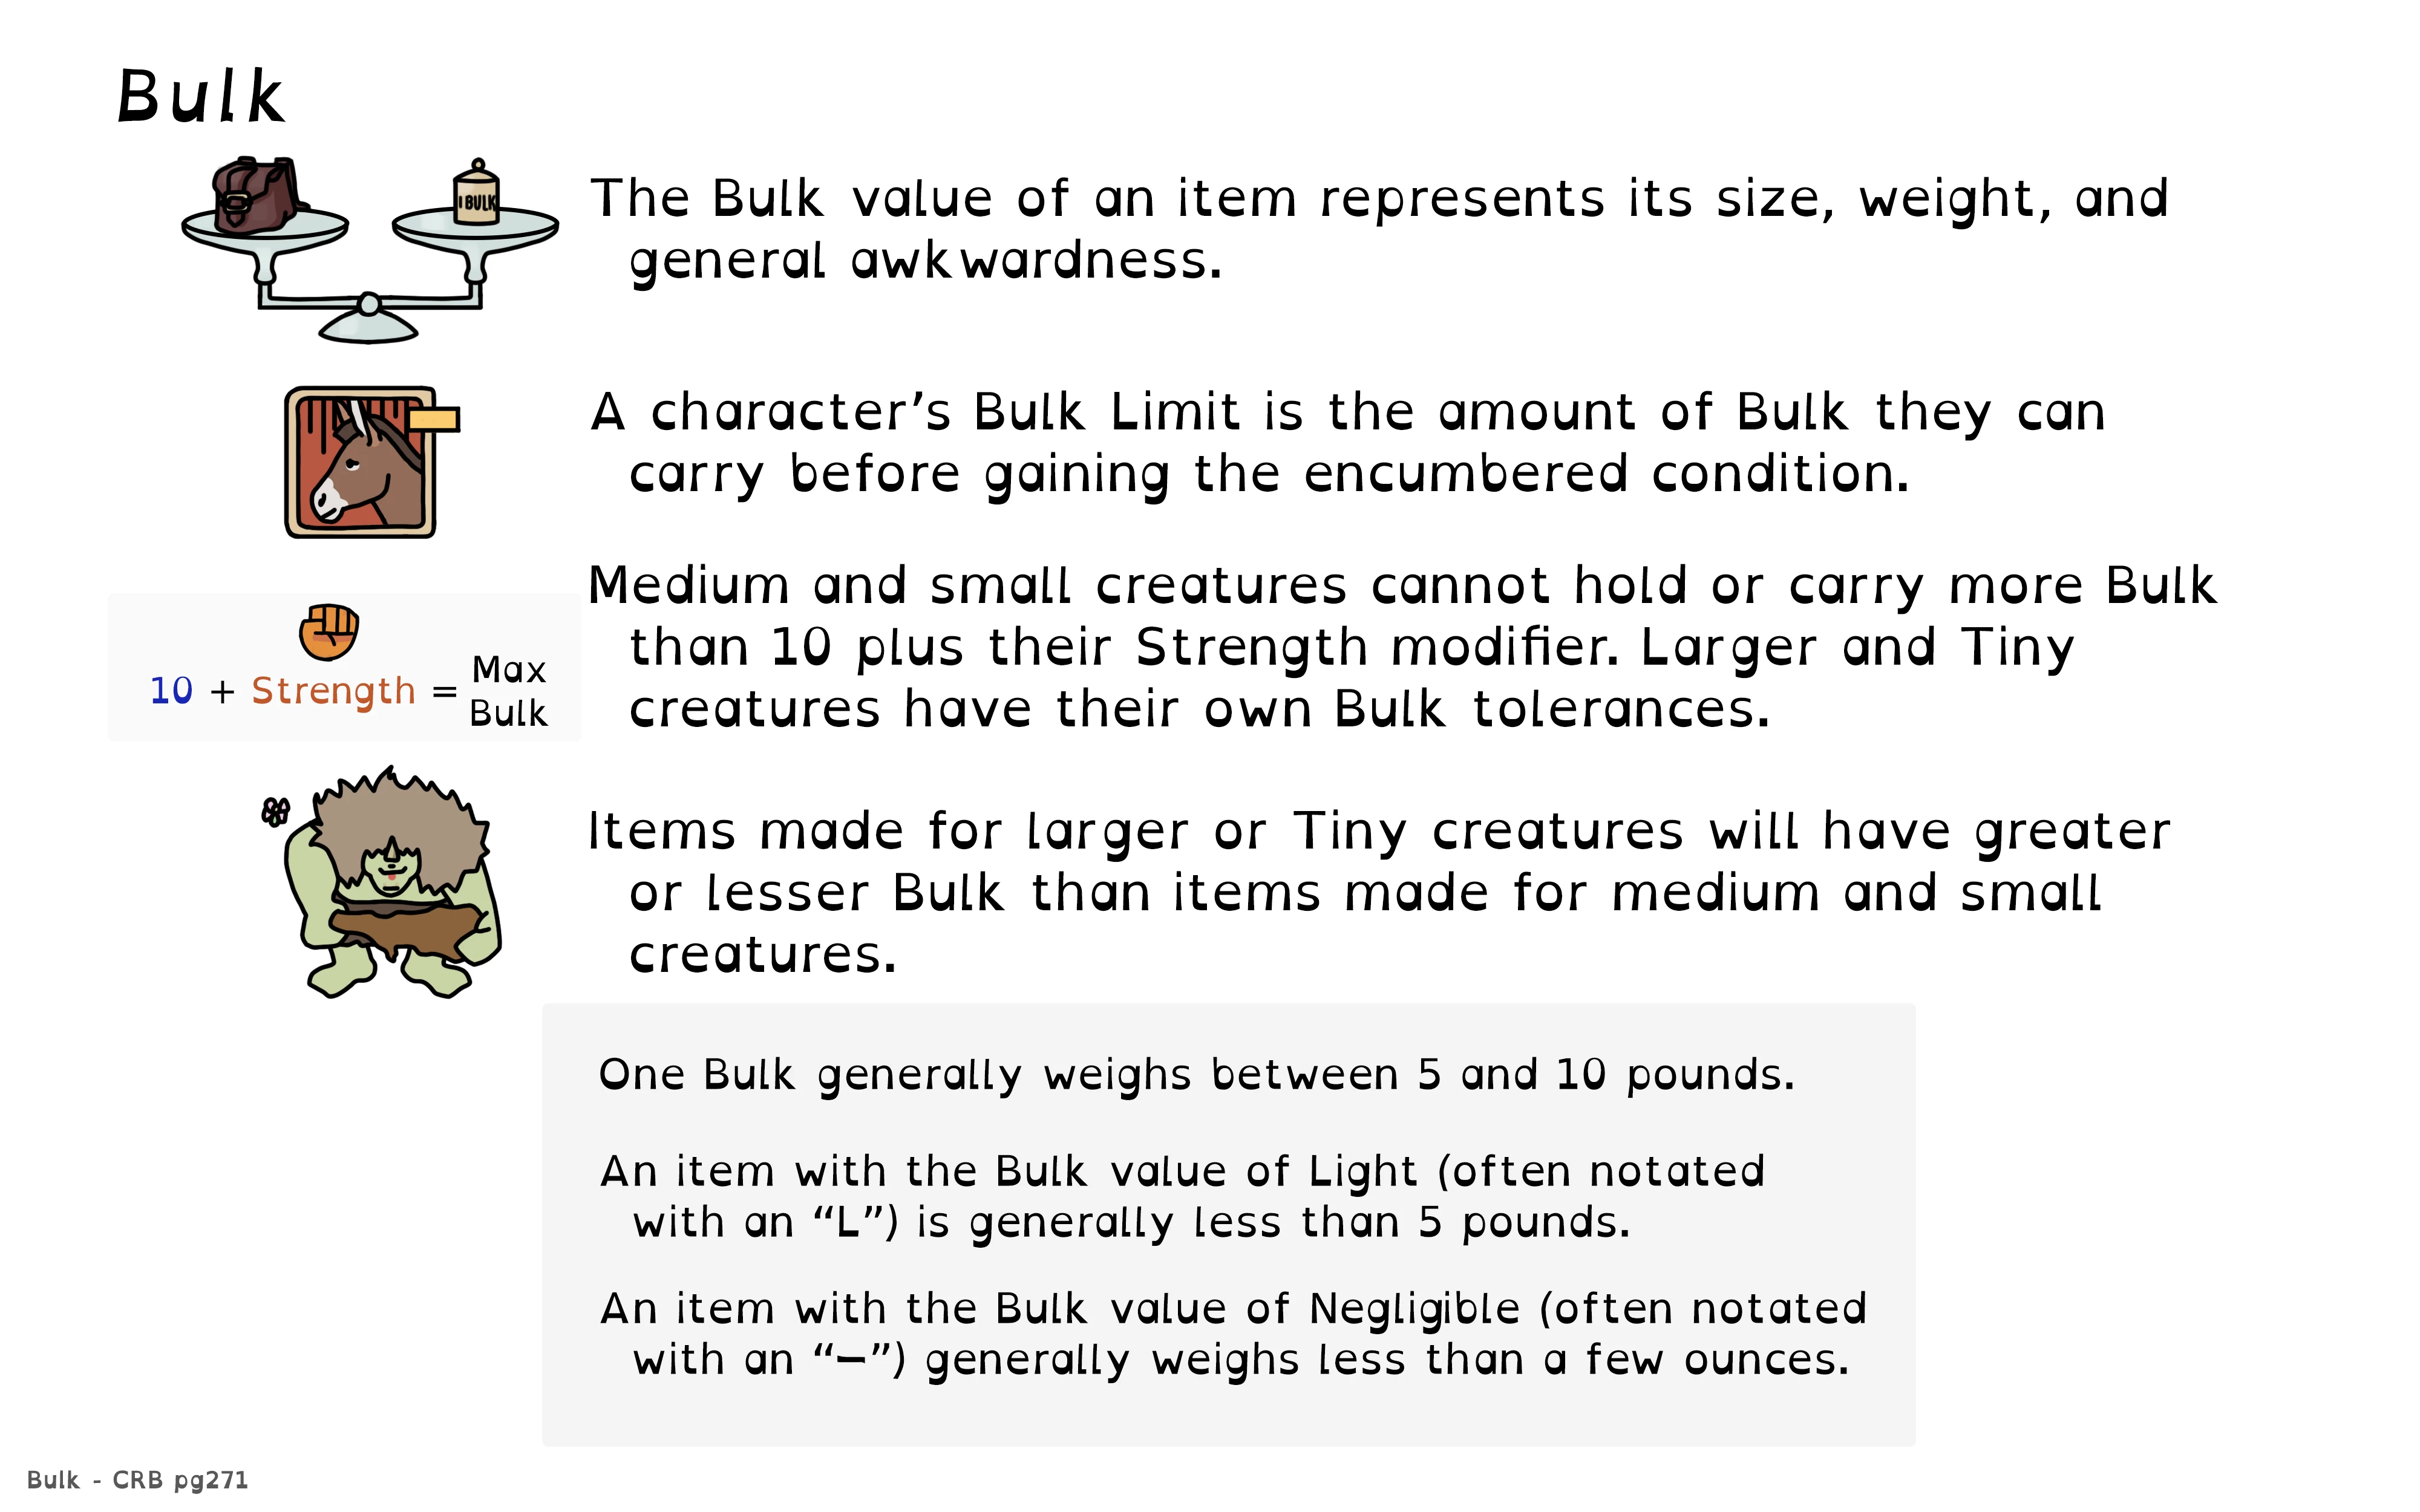 Bulk
I BULK
The Bulk value of an item represents its size, weight, and
general awkwardness.
A character’s Bulk Limit is the amount of Bulk they can
carry before gaining the encumbered condition.
10 + Strength = Max
Bulk
Medium and small creatures cannot hold or carry more Bulk
than 10 plus their Strength modifier. Larger and Tiny
creatures have their own Bulk tolerances.
Items made for larger or Tiny creatures will have greater
or lesser Bulk than items made for medium and small
creatures.
One Bulk generally weighs between 5 and 10 pounds.
An item with the Bulk value of Light (often notated
with an “L”) is generally less than 5 pounds.
An item with the Bulk value of Negligible (often notated
with an “—”) generally weighs less than a few ounces.
Bulk - CRB pg271